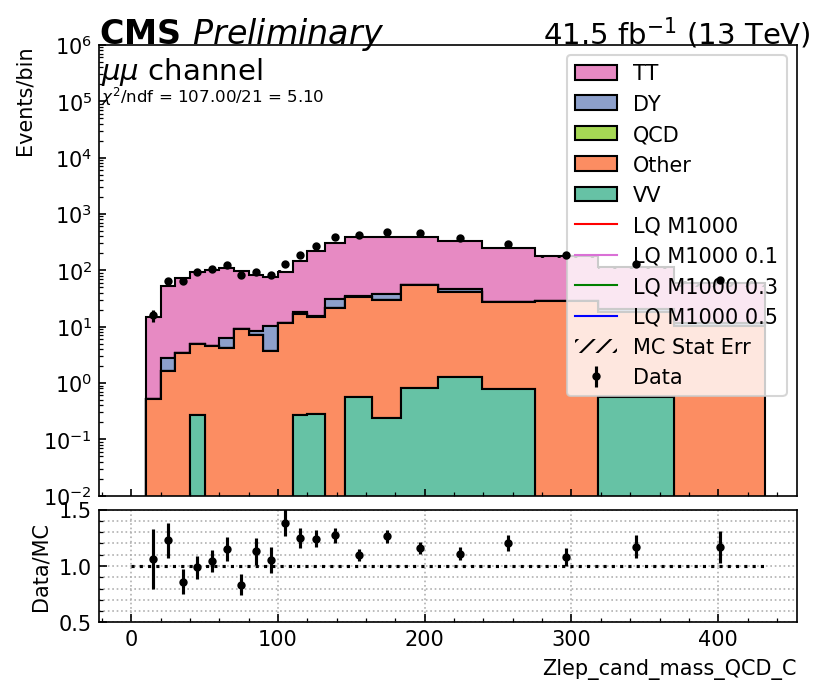 CMS Preliminary 41.5 fb⁻¹ (13 TeV)
μμ channel
χ²/ndf = 107.00/21 = 5.10
Events/bin
10⁶
10⁵
10⁴
10³
10²
10¹
10⁰
10⁻¹
10⁻²
TT
DY
QCD
Other
VV
LQ M1000
LQ M1000 0.1
LQ M1000 0.3
LQ M1000 0.5
MC Stat Err
Data
Data/MC
1.5
1.0
0.5
0 100 200 300 400
Zlep_cand_mass_QCD_C